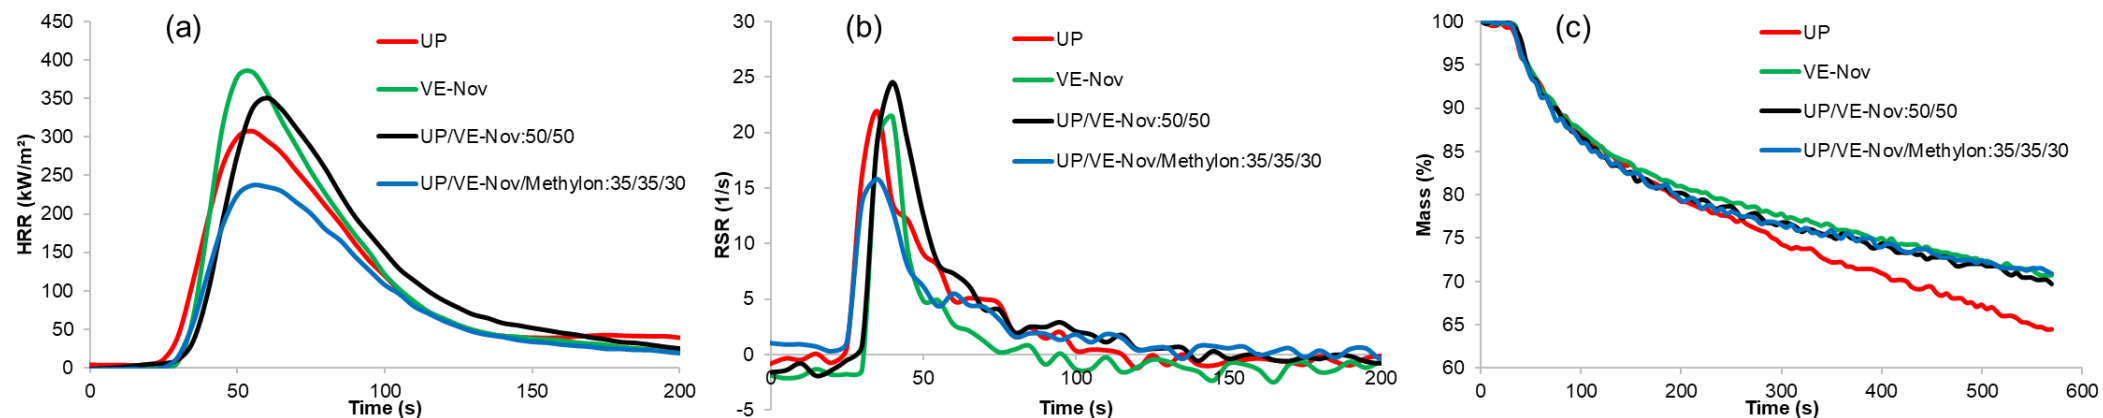 (a)
450
400
350
300
250
200
150
100
50
0
HRR (kW/m²)
UP
VE-Nov
UP/VE-Nov:50/50
UP/VE-Nov/Methylon:35/35/30
0 50 100 150 200
Time (s)
(b)
30
25
20
15
10
5
0
-5
RSR (1/s)
UP
VE-Nov
UP/VE-Nov:50/50
UP/VE-Nov/Methylon:35/35/30
0 50 100 150 200
Time (s)
(c)
100
95
90
85
80
75
70
65
60
Mass (%)
UP
VE-Nov
UP/VE-Nov:50/50
UP/VE-Nov/Methylon:35/35/30
0 100 200 300 400 500 600
Time (s)